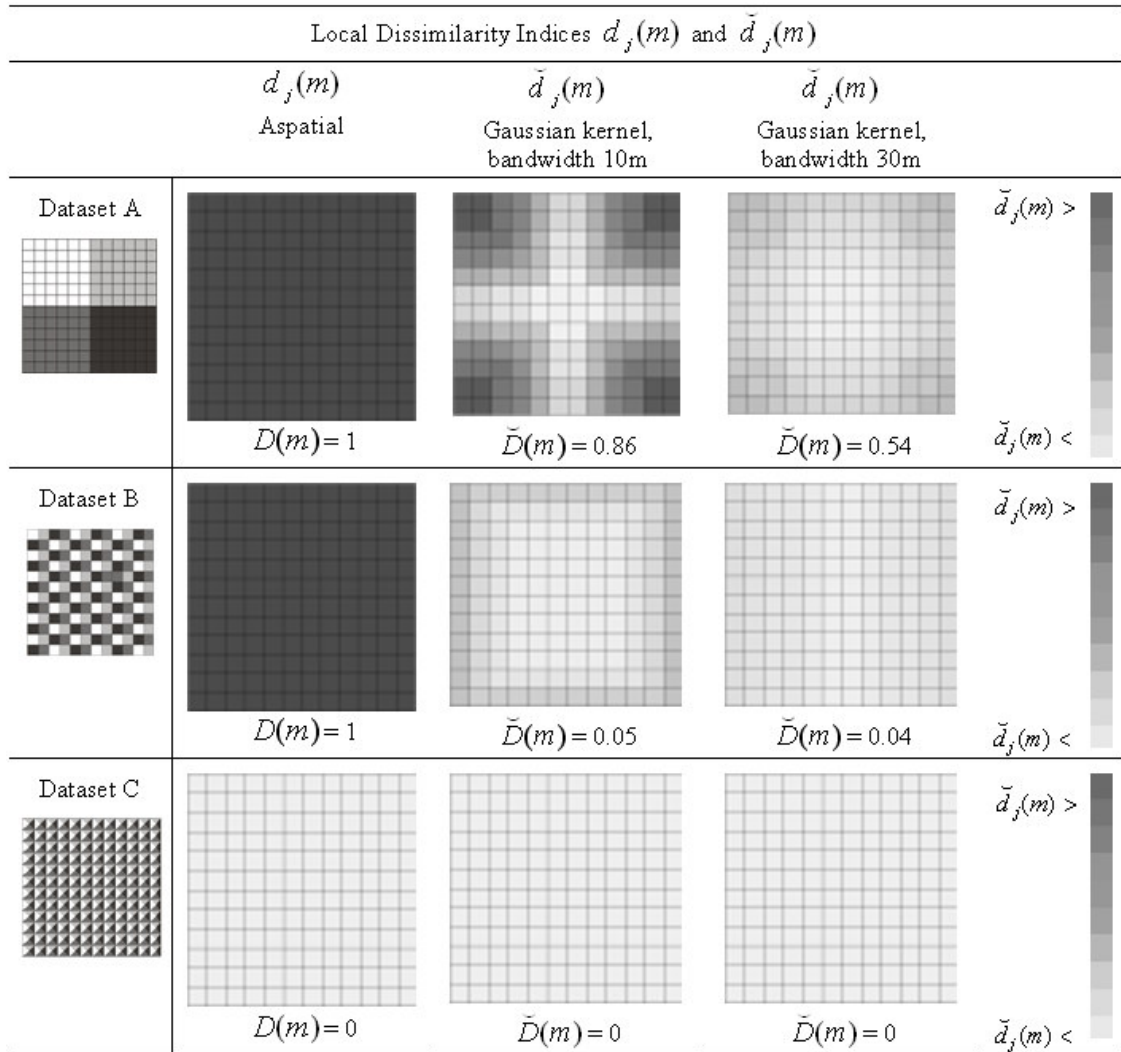 Local Dissimilarity Indices d_j(m) and d̆_j(m)
d_j(m) d̆_j(m) d̆_j(m)
Aspatial Gaussian kernel, Gaussian kernel,
bandwidth 10m bandwidth 30m
Dataset A
d̆_j(m) >
d̆_j(m) <
D(m) = 1 D̆(m) = 0.86 D̆(m) = 0.54
Dataset B
d̆_j(m) >
d̆_j(m) <
D(m) = 1 D̆(m) = 0.05 D̆(m) = 0.04
Dataset C
d̆_j(m) >
d̆_j(m) <
D(m) = 0 D̆(m) = 0 D̆(m) = 0